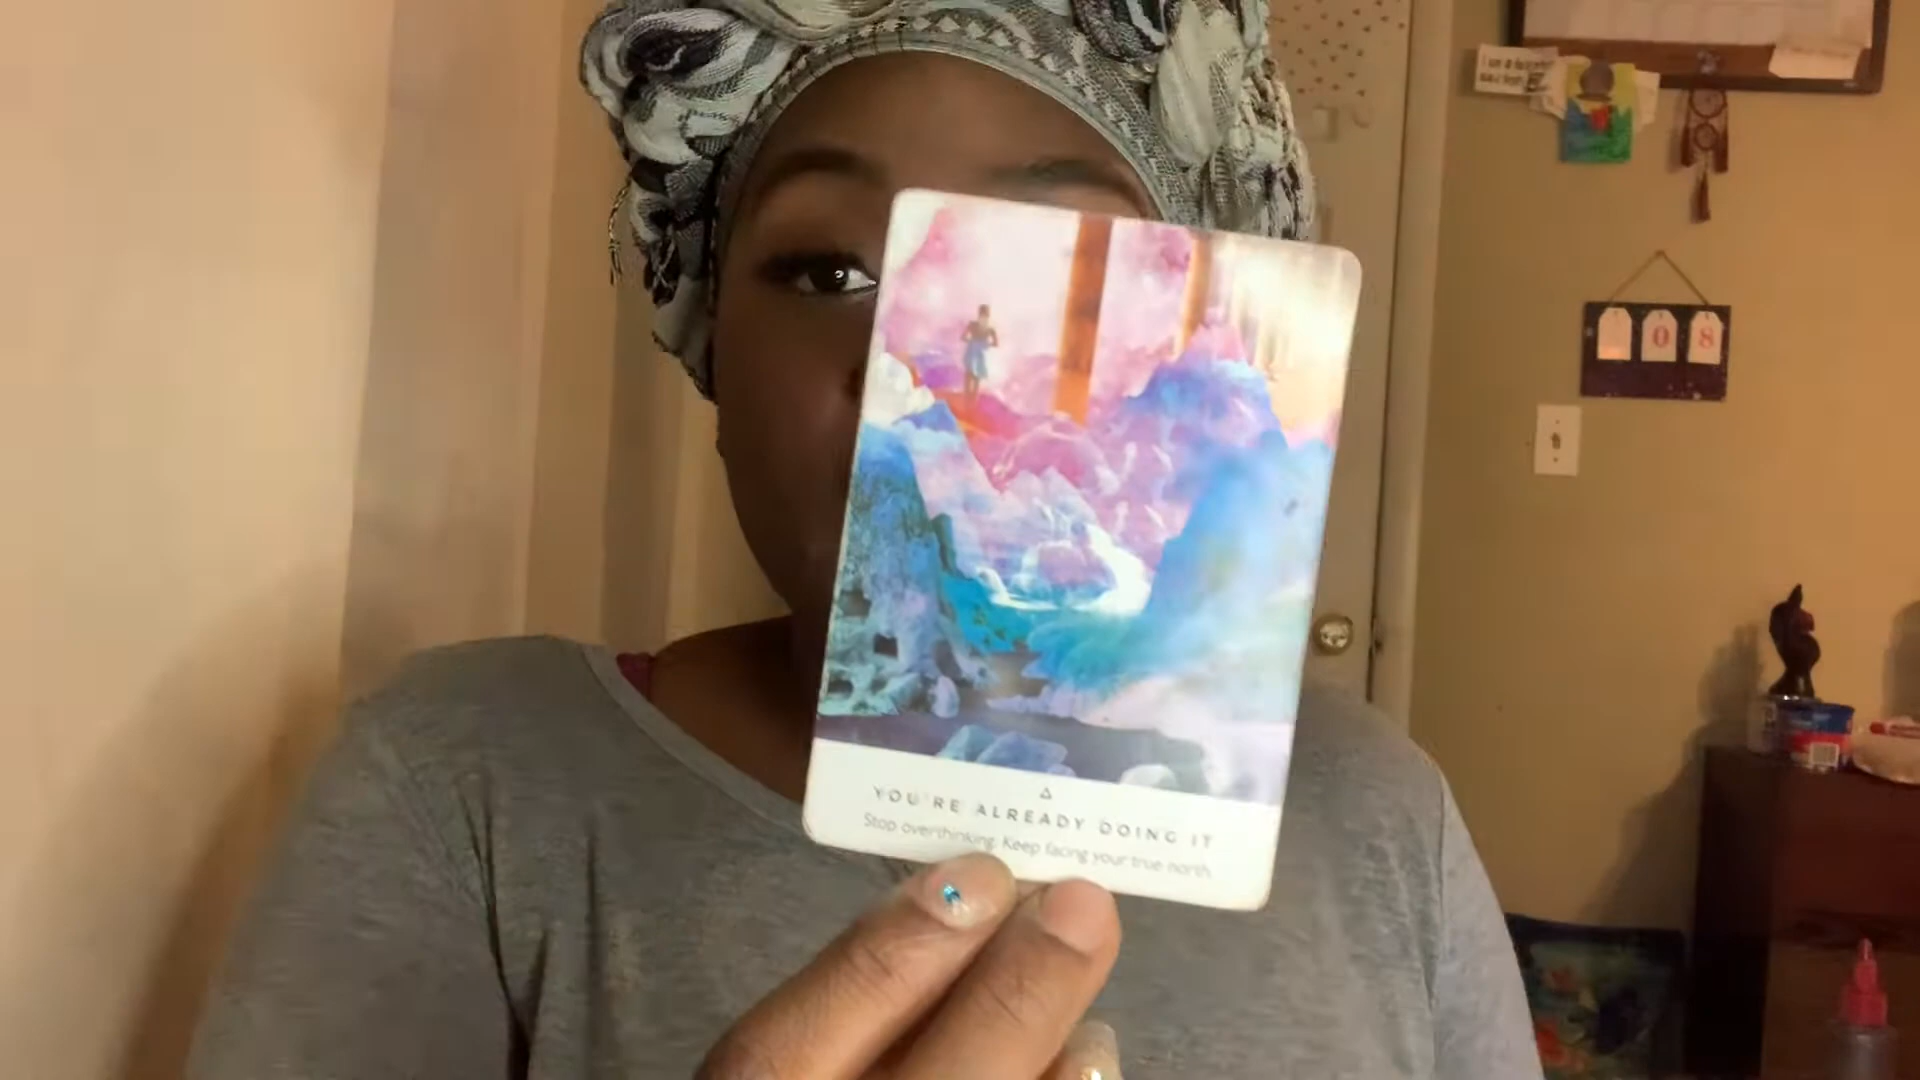 YOU'RE ALREADY DOING IT
Stop overthinking. Keep facing your true north.
0 8